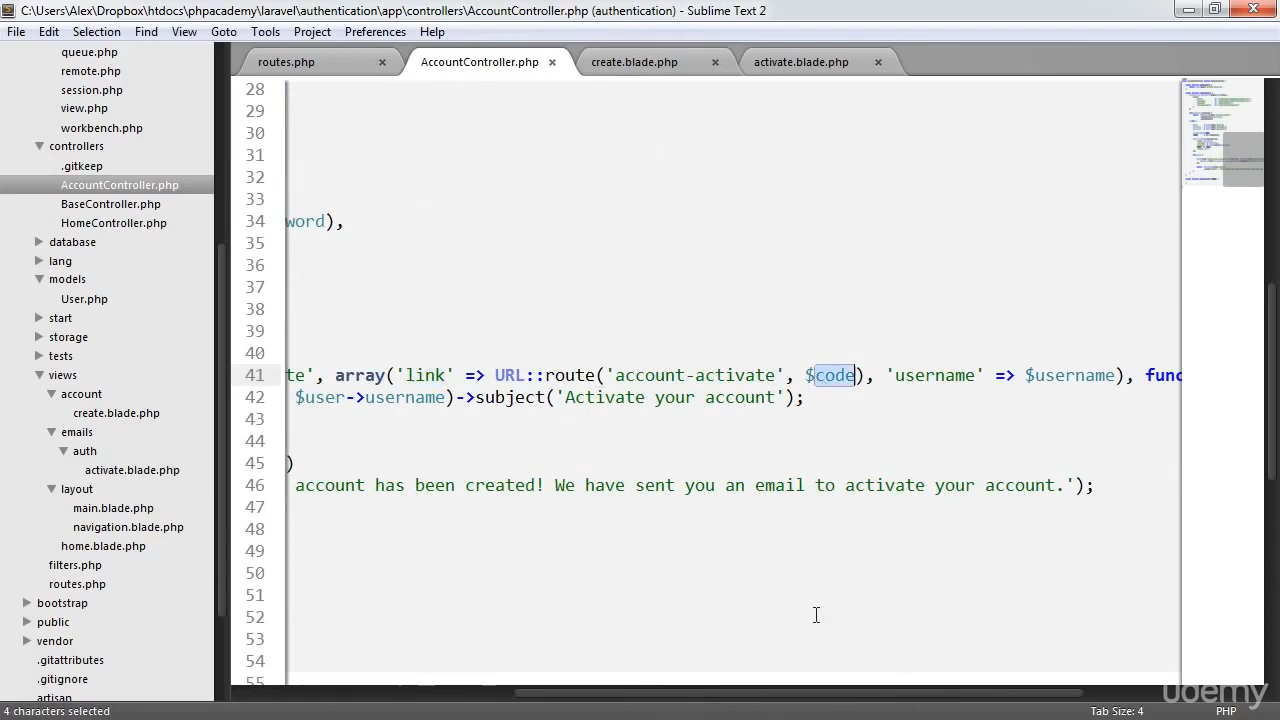 C:\Users\Alex\Dropbox\htdocs\phpacademy\laravel\authentication\app\controllers\AccountController.php (authentication) - Sublime Text 2
File Edit Selection Find View Goto Tools Project Preferences Help
routes.php × AccountController.php × create.blade.php × activate.blade.php ×
queue.php
remote.php
session.php
view.php
workbench.php
controllers
.gitkeep
AccountController.php
BaseController.php
HomeController.php
database
lang
models
User.php
start
storage
tests
views
account
create.blade.php
emails
auth
activate.blade.php
layout
main.blade.php
navigation.blade.php
home.blade.php
filters.php
routes.php
bootstrap
public
vendor
.gitattributes
.gitignore
artisan
28
29
30
31
32
33
34 word),
35
36
37
38
39
40
41 te', array('link' => URL::route('account-activate', $code), 'username' => $username), func
42 $user->username)->subject('Activate your account');
43
44
45 )
46 account has been created! We have sent you an email to activate your account.');
47
48
49
50
51
52
53
54
55
udemy
4 characters selected Tab Size: 4 PHP